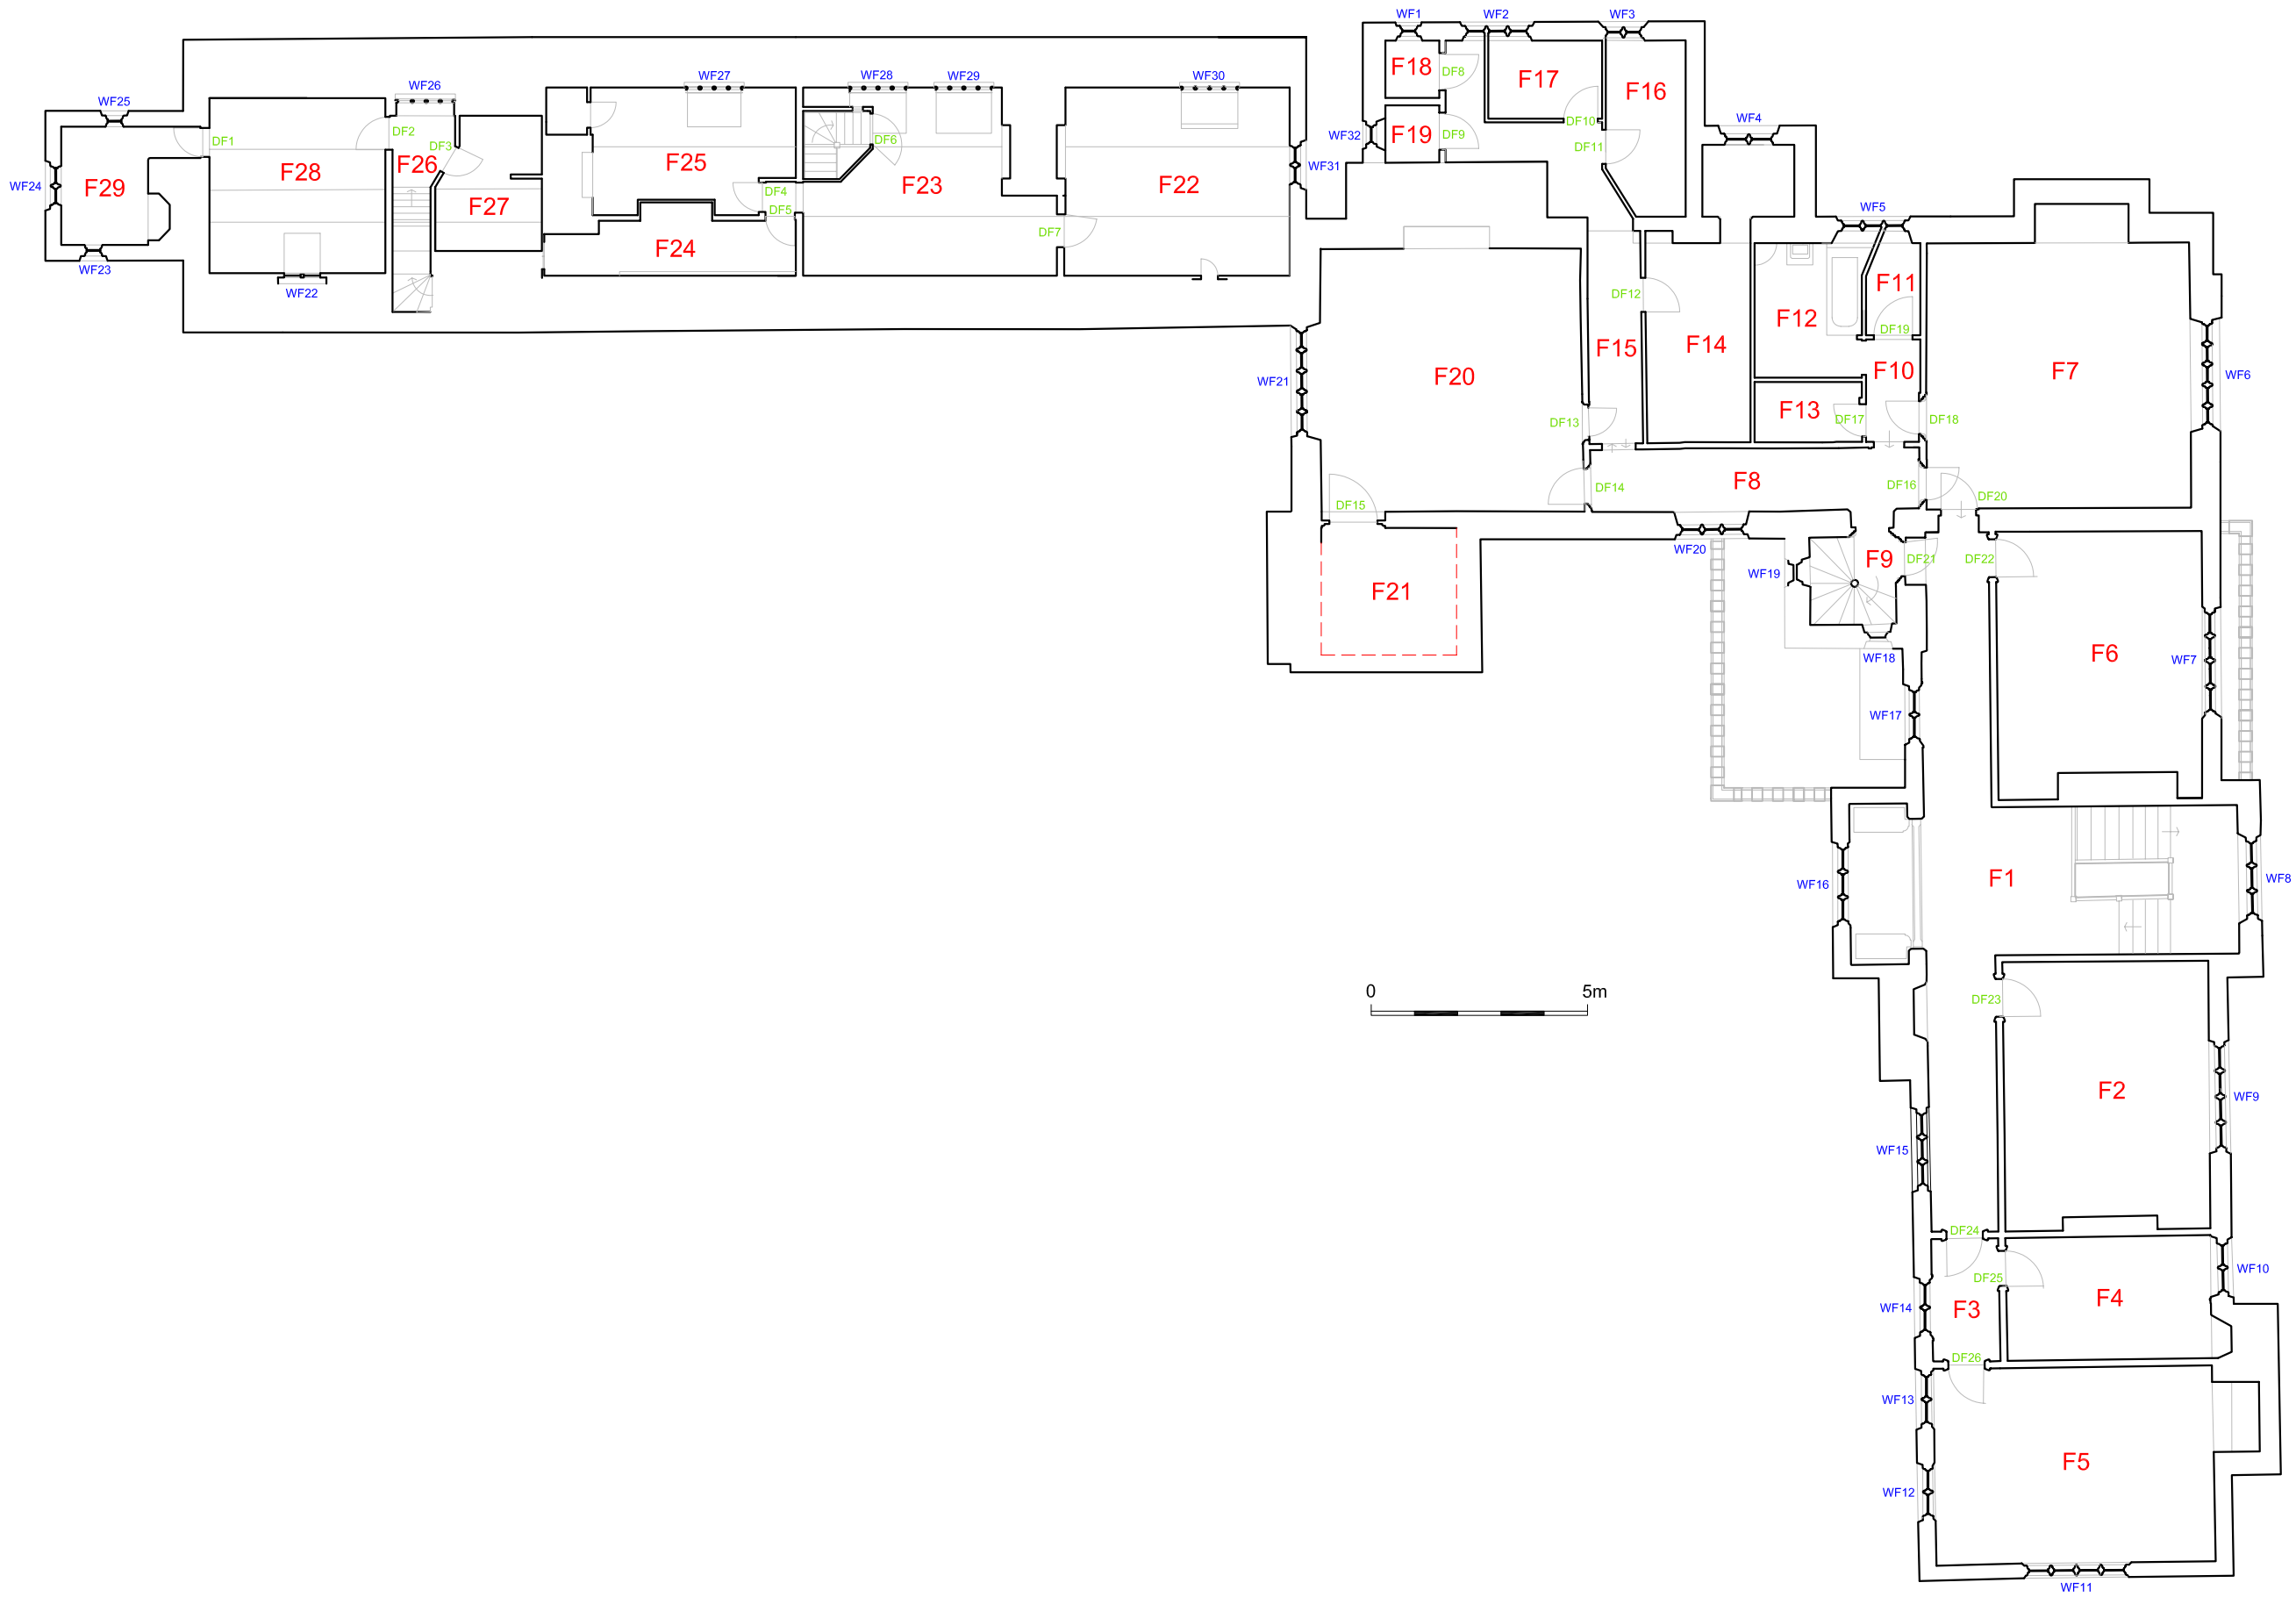 WF1 WF2 WF3
WF25 WF26 WF27 WF28 WF29 WF30
F18 DF8 F17 F16
WF4
DF1 DF2 DF3 DF6 WF32 F19 DF9 DF10 DF11
F28 F26 F25 F23 F22 WF31
WF24 F29 F27 DF4 DF5 DF7
WF5
F24
WF23 WF22
DF12 F11
F12 DF19
F20 F15 F14 F10 F7
WF21 WF6
DF13 F13 DF17 DF18
DF14 F8 DF16 DF20
DF15
WF20 WF19 F9 DF21 DF22
F21
WF18 F6 WF7
WF17
WF16 F1 WF8
0 5m
DF23
F2 WF9
WF15
DF24
DF25 WF10
WF14 F3 F4
DF26
WF13
F5
WF12
WF11